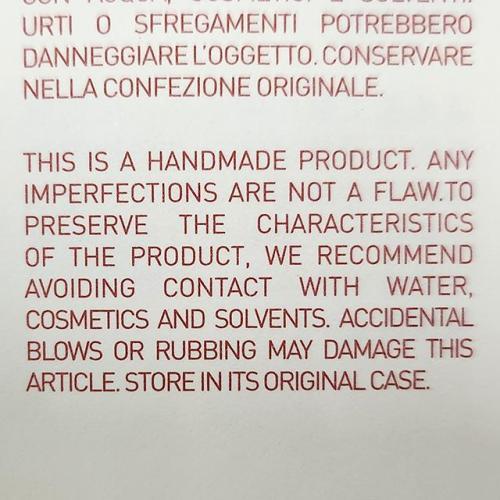 URTI O SFREGAMENTI POTREBBERO
DANNEGGIARE L'OGGETTO. CONSERVARE
NELLA CONFEZIONE ORIGINALE.
THIS IS A HANDMADE PRODUCT. ANY
IMPERFECTIONS ARE NOT A FLAW.TO
PRESERVE THE CHARACTERISTICS
OF THE PRODUCT, WE RECOMMEND
AVOIDING CONTACT WITH WATER,
COSMETICS AND SOLVENTS. ACCIDENTAL
BLOWS OR RUBBING MAY DAMAGE THIS
ARTICLE. STORE IN ITS ORIGINAL CASE.